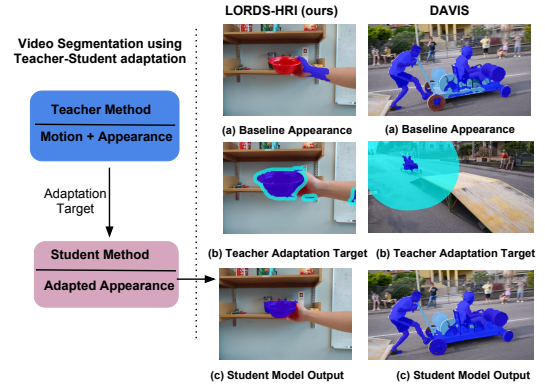 Video Segmentation using
Teacher-Student adaptation
Teacher Method
Motion + Appearance
Adaptation
Target
Student Method
Adapted Appearance
LORDS-HRI (ours)
(a) Baseline Appearance
(b) Teacher Adaptation Target
(c) Student Model Output
DAVIS
(a) Baseline Appearance
(b) Teacher Adaptation Target
(c) Student Model Output